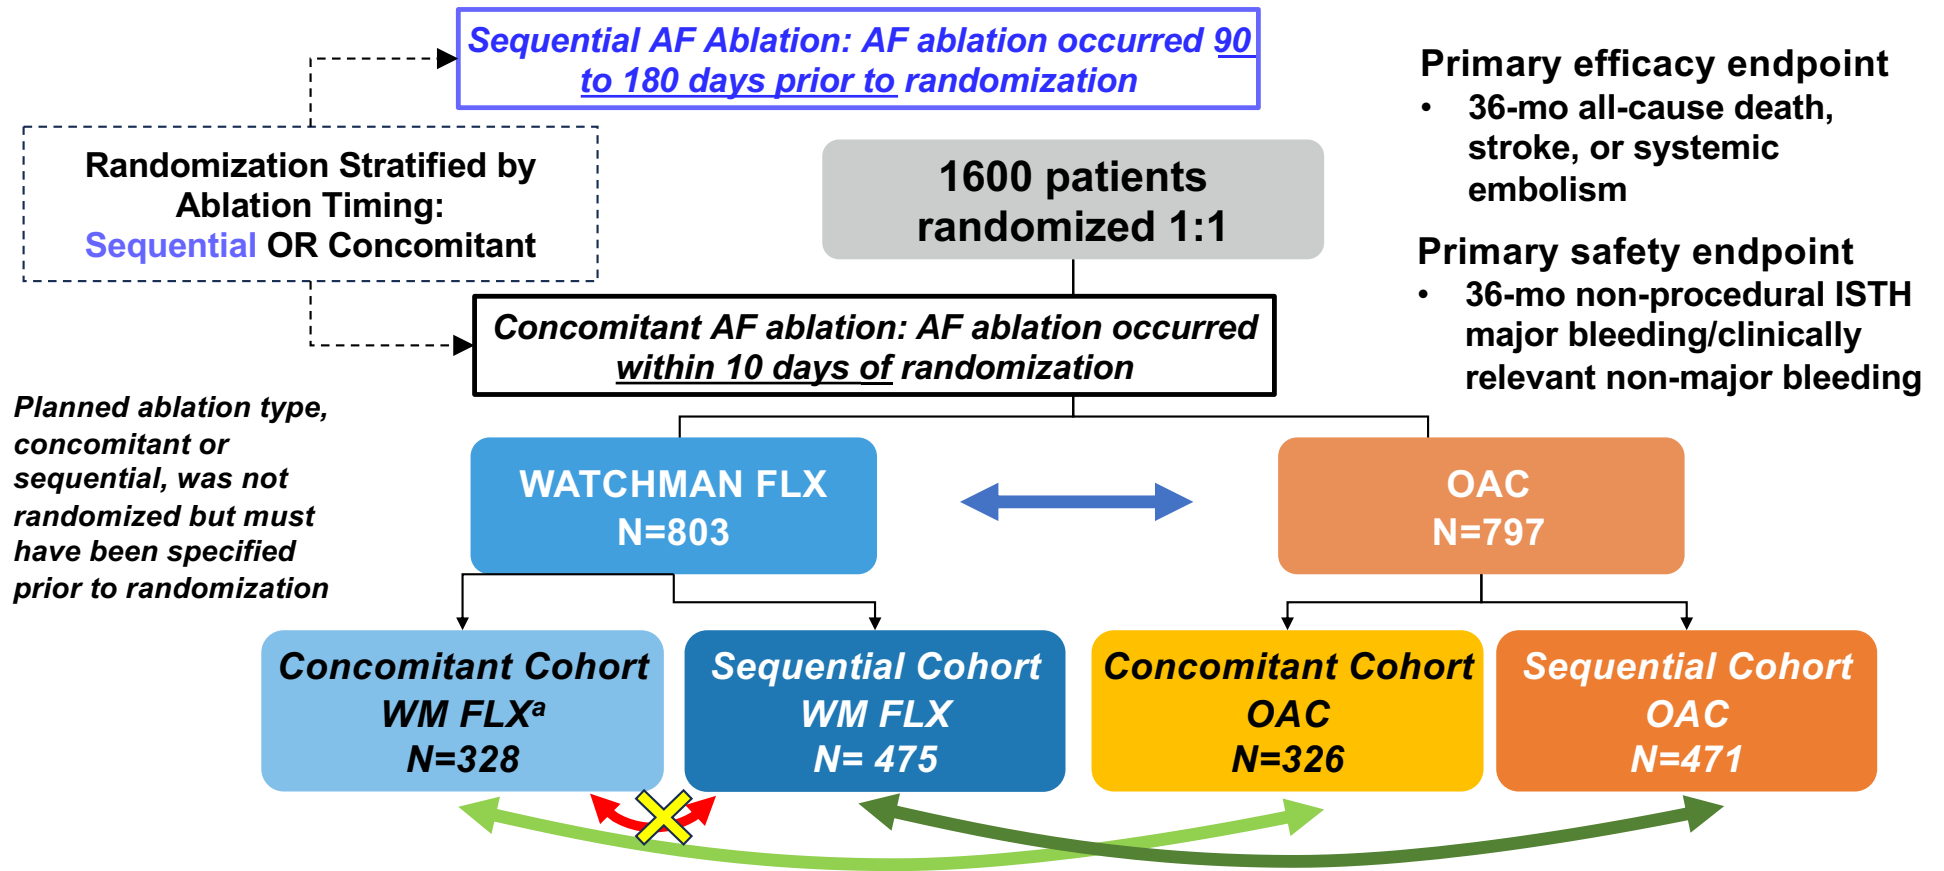 Sequential AF Ablation: AF ablation occurred 90
to 180 days prior to randomization
Randomization Stratified by
Ablation Timing:
Sequential OR Concomitant
1600 patients
randomized 1:1
Primary efficacy endpoint
• 36-mo all-cause death,
stroke, or systemic
embolism
Primary safety endpoint
• 36-mo non-procedural ISTH
major bleeding/clinically
relevant non-major bleeding
Concomitant AF ablation: AF ablation occurred
within 10 days of randomization
Planned ablation type,
concomitant or
sequential, was not
randomized but must
have been specified
prior to randomization
WATCHMAN FLX
N=803
OAC
N=797
Concomitant Cohort
WM FLXᵃ
N=328
Sequential Cohort
WM FLX
N= 475
Concomitant Cohort
OAC
N=326
Sequential Cohort
OAC
N=471